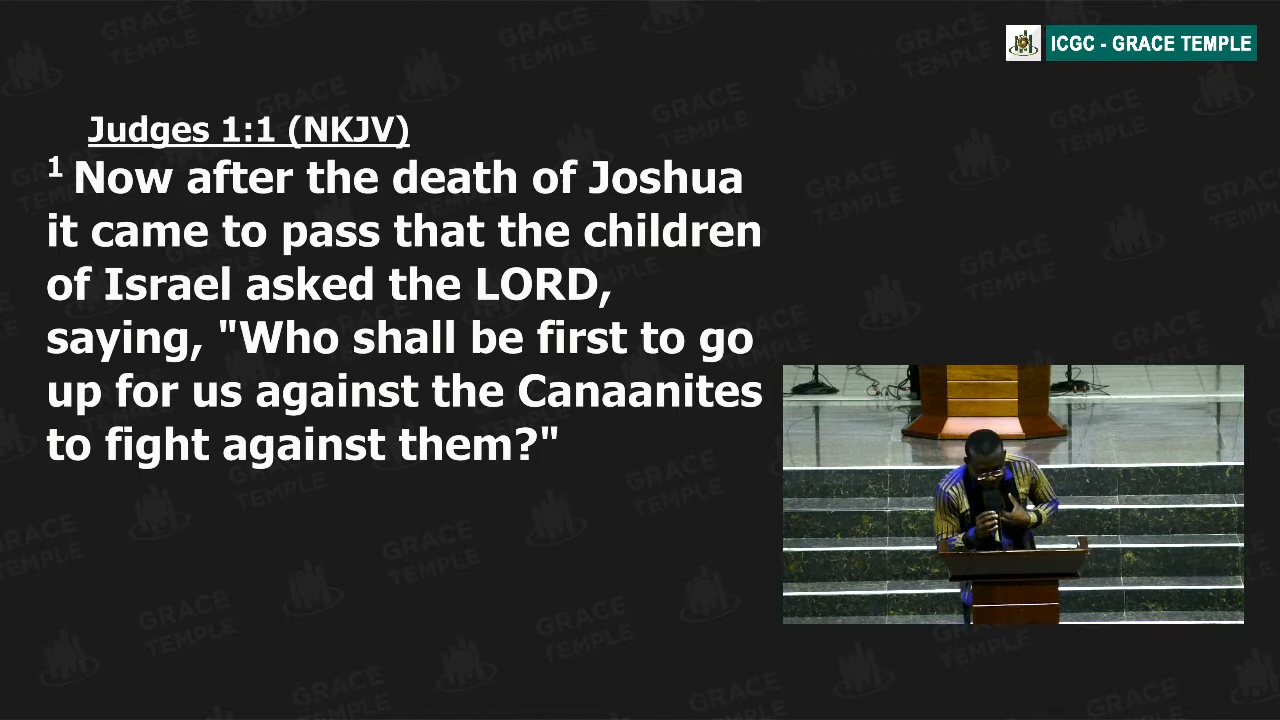 ICGC - GRACE TEMPLE
Judges 1:1 (NKJV)
1 Now after the death of Joshua
it came to pass that the children
of Israel asked the LORD,
saying, "Who shall be first to go
up for us against the Canaanites
to fight against them?"